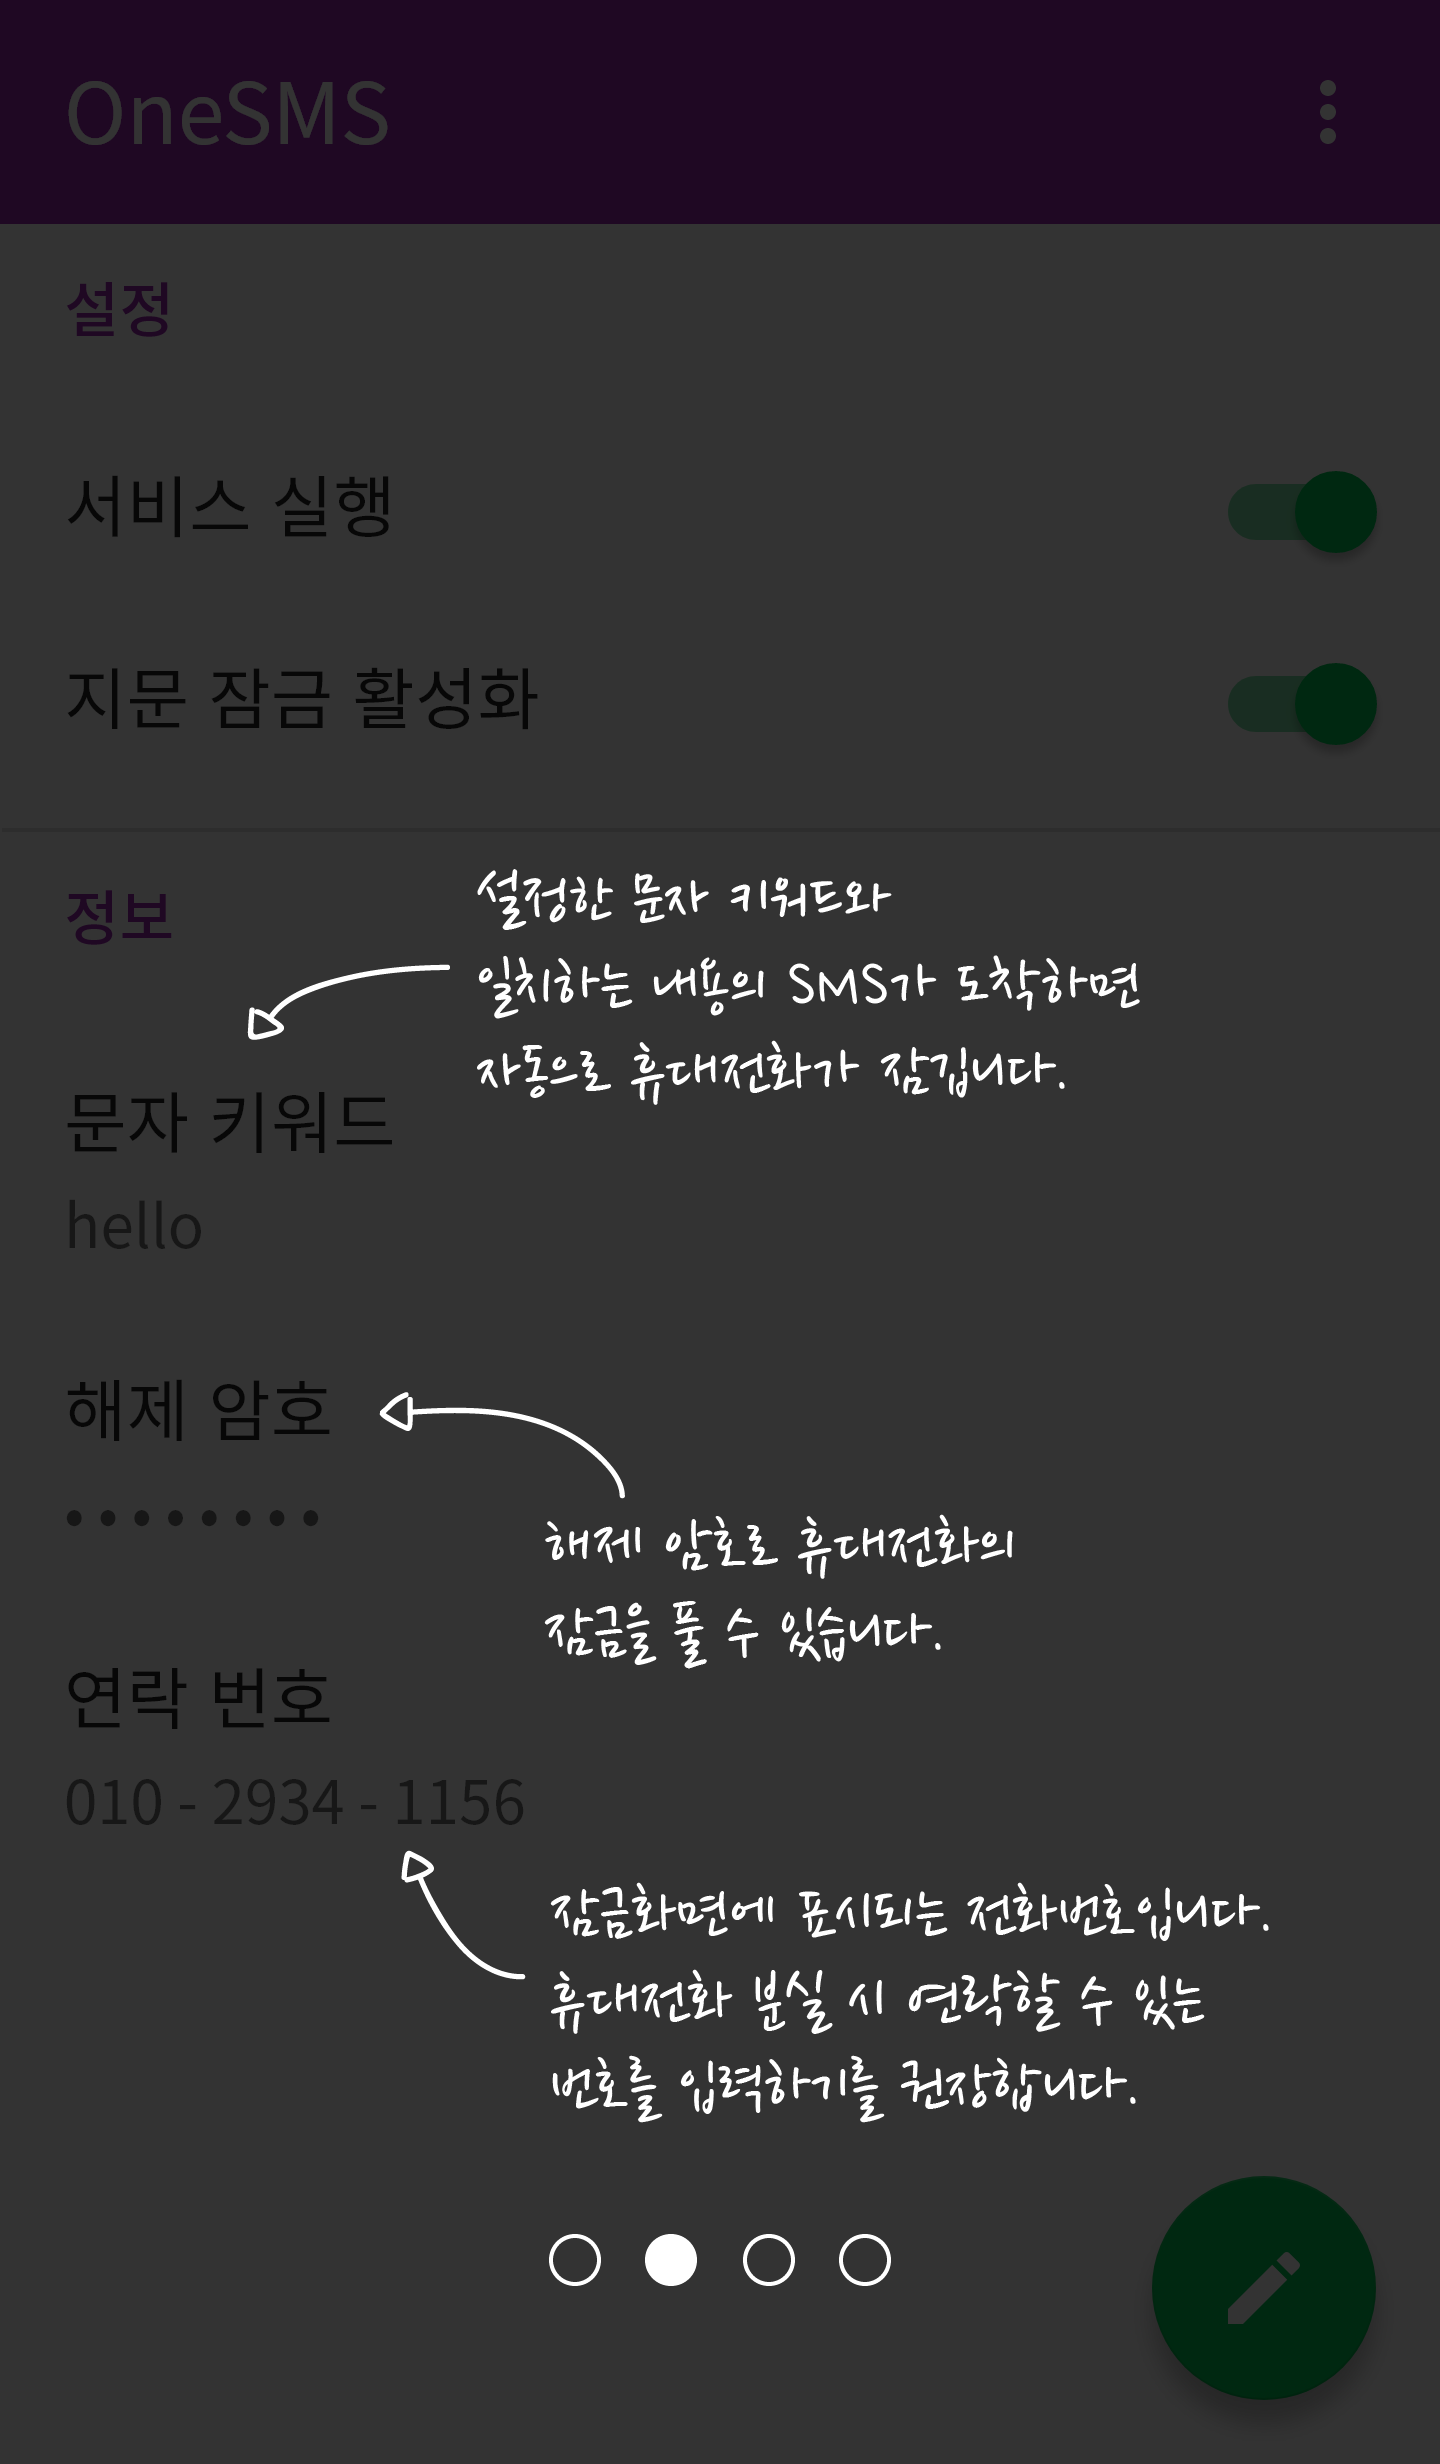 OneSMS
설정
서비스 실행
지문 잠금 활성화
정보
설정한 문자 키워드와
일치하는 내용의 SMS가 도착하면
자동으로 휴대전화가 잠깁니다.
문자 키워드
hello
해제 암호
••••••••
해제 암호로 휴대전화의
잠금을 풀 수 있습니다.
연락 번호
010 - 2934 - 1156
잠금화면에 표시되는 전화번호입니다.
휴대전화 분실 시 연락할 수 있는
번호를 입력하기를 권장합니다.